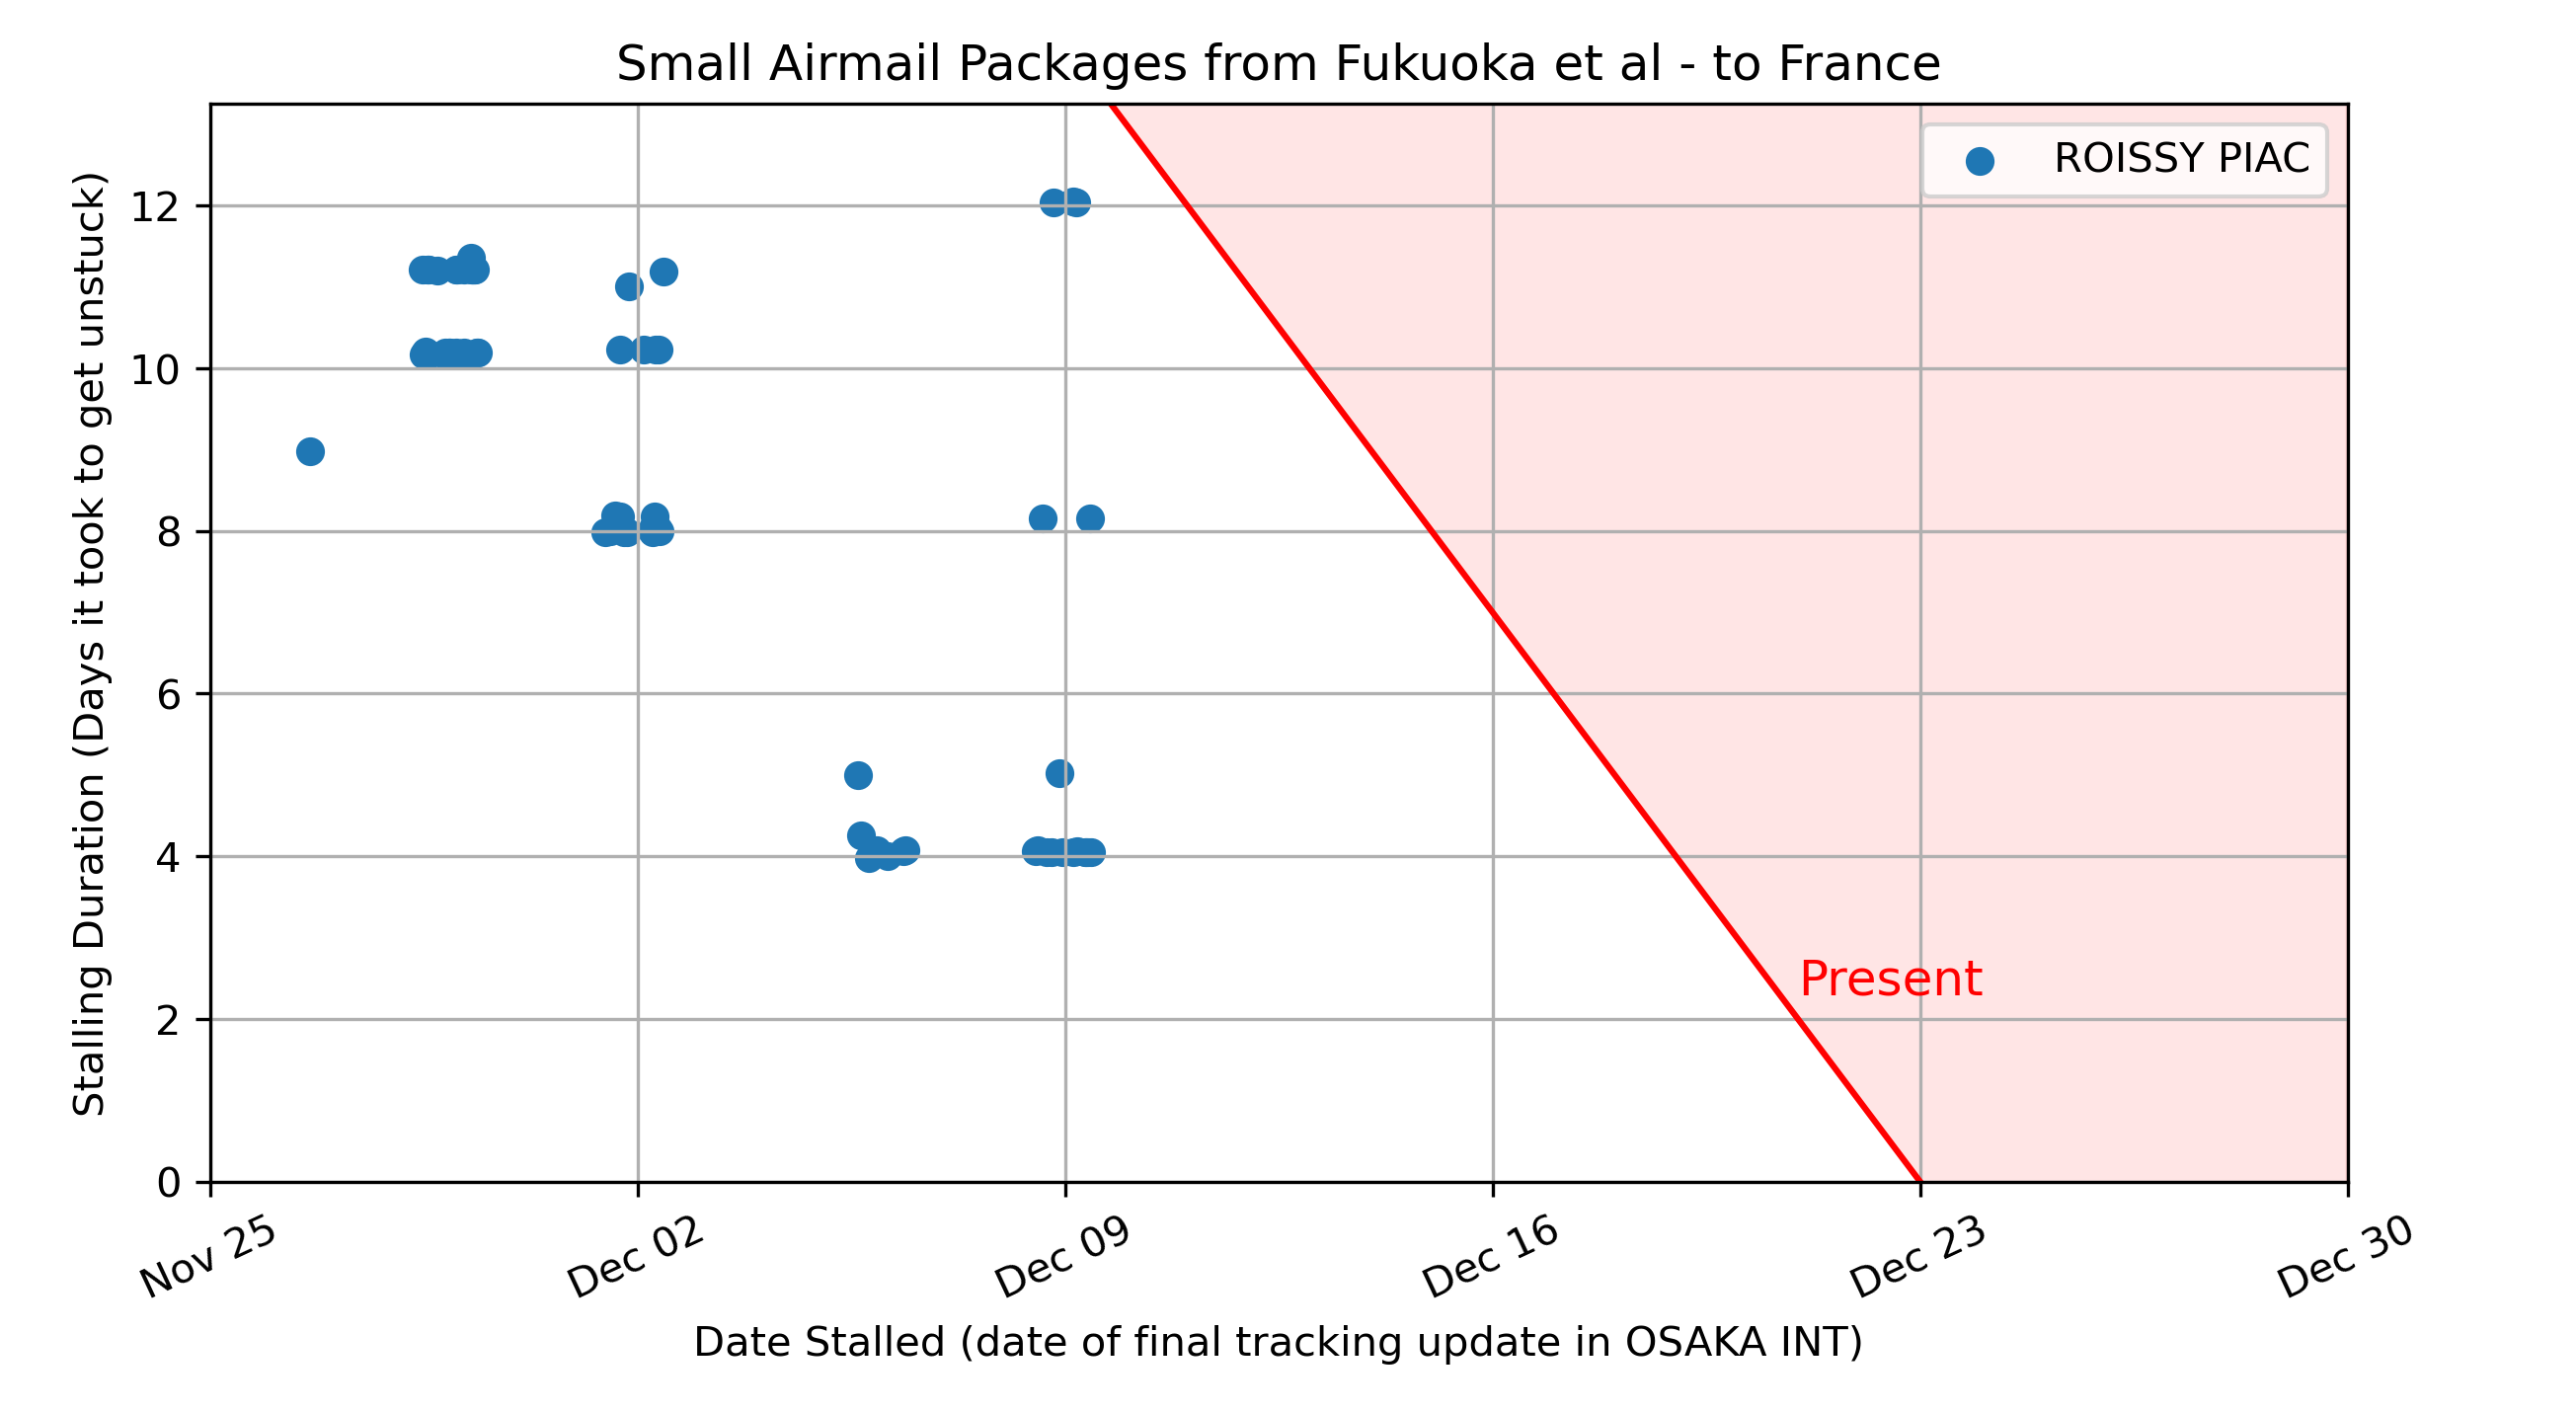 Small Airmail Packages from Fukuoka et al - to France
ROISSY PIAC
Stalling Duration (Days it took to get unstuck)
12
10
8
6
4
2
0
Present
Nov 25
Dec 02
Dec 09
Dec 16
Dec 23
Dec 30
Date Stalled (date of final tracking update in OSAKA INT)